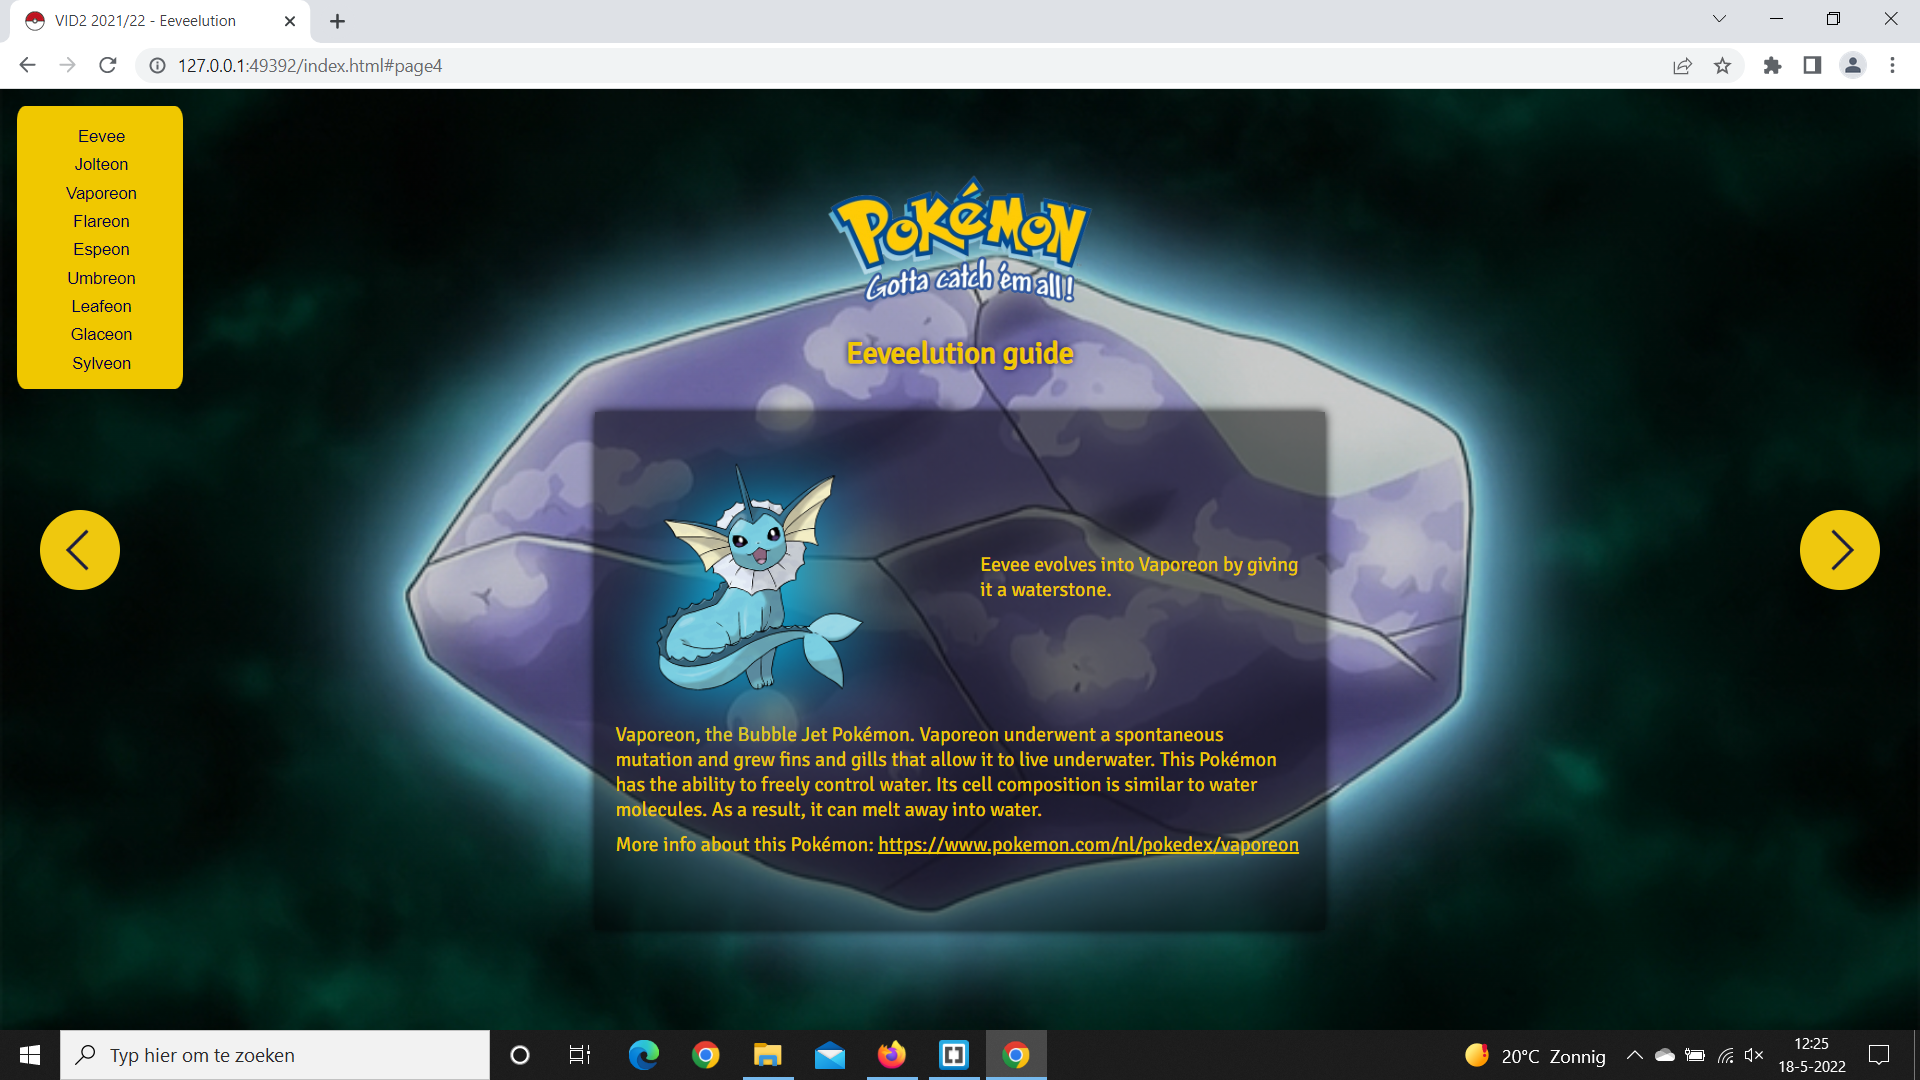 VID2 2021/22 - Eeveelution
127.0.0.1:49392/index.html#page4
Eevee
Jolteon
Vaporeon
Flareon
Espeon
Umbreon
Leafeon
Glaceon
Sylveon
POKéMON
Gotta catch 'em all!
Eeveelution guide
Eevee evolves into Vaporeon by giving
it a waterstone.
Vaporeon, the Bubble Jet Pokémon. Vaporeon underwent a spontaneous
mutation and grew fins and gills that allow it to live underwater. This Pokémon
has the ability to freely control water. Its cell composition is similar to water
molecules. As a result, it can melt away into water.
More info about this Pokémon: https://www.pokemon.com/nl/pokedex/vaporeon
Typ hier om te zoeken
20°C Zonnig
12:25
18-5-2022